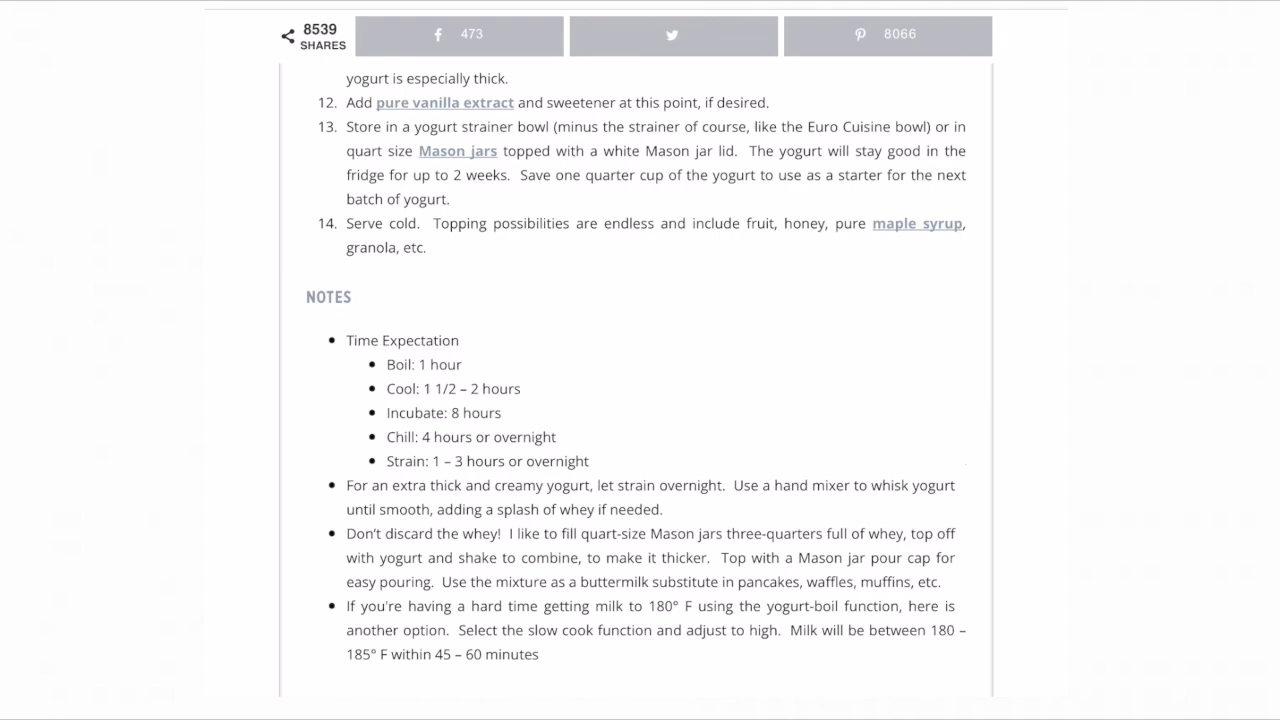 8539
SHARES
473
8066
yogurt is especially thick.
12. Add pure vanilla extract and sweetener at this point, if desired.
13. Store in a yogurt strainer bowl (minus the strainer of course, like the Euro Cuisine bowl) or in
quart size Mason jars topped with a white Mason jar lid. The yogurt will stay good in the
fridge for up to 2 weeks. Save one quarter cup of the yogurt to use as a starter for the next
batch of yogurt.
14. Serve cold. Topping possibilities are endless and include fruit, honey, pure maple syrup,
granola, etc.
NOTES
• Time Expectation
• Boil: 1 hour
• Cool: 1 1/2 – 2 hours
• Incubate: 8 hours
• Chill: 4 hours or overnight
• Strain: 1 – 3 hours or overnight
• For an extra thick and creamy yogurt, let strain overnight. Use a hand mixer to whisk yogurt
until smooth, adding a splash of whey if needed.
• Don't discard the whey! I like to fill quart-size Mason jars three-quarters full of whey, top off
with yogurt and shake to combine, to make it thicker. Top with a Mason jar pour cap for
easy pouring. Use the mixture as a buttermilk substitute in pancakes, waffles, muffins, etc.
• If you're having a hard time getting milk to 180° F using the yogurt-boil function, here is
another option. Select the slow cook function and adjust to high. Milk will be between 180 –
185° F within 45 – 60 minutes